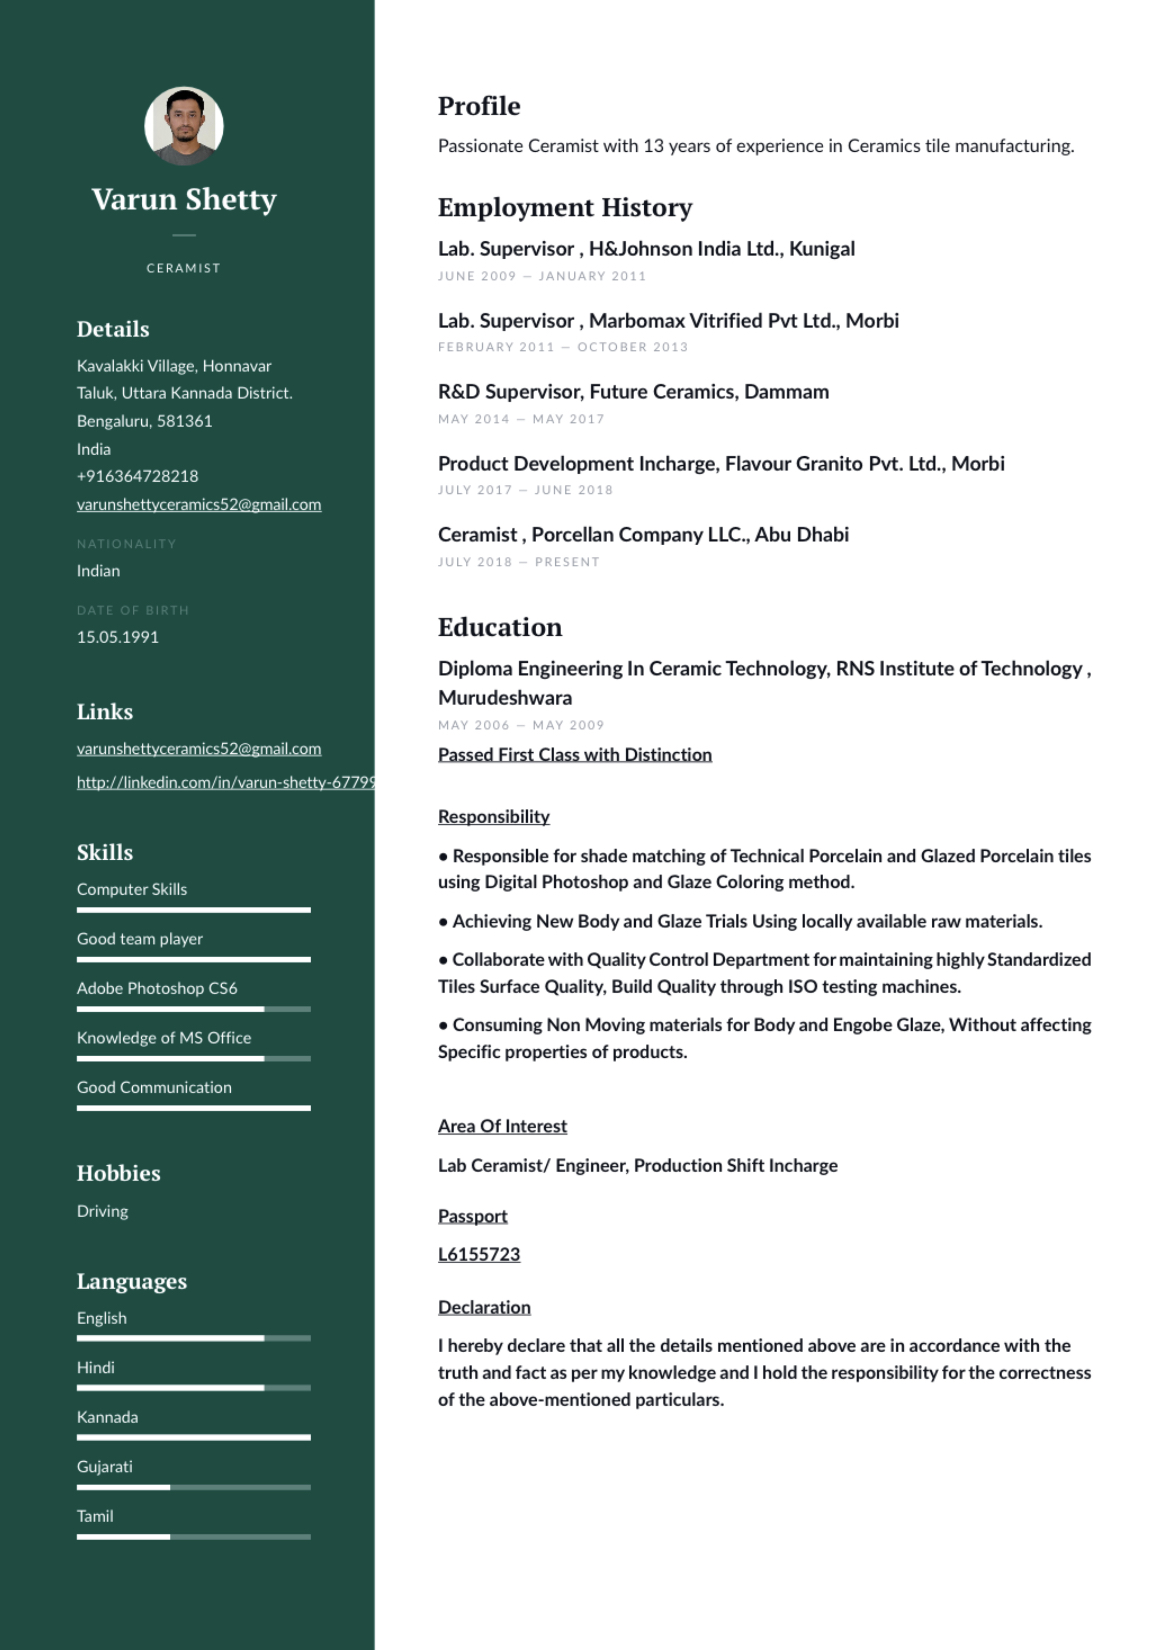 Varun Shetty
CERAMIST
Details
Kavalakki Village, Honnavar
Taluk, Uttara Kannada District.
Bengaluru, 581361
India
+916364728218
varunshettyceramics52@gmail.com
NATIONALITY
Indian
DATE OF BIRTH
15.05.1991
Links
varunshettyceramics52@gmail.com
http://linkedin.com/in/varun-shetty-67799
Skills
Computer Skills
Good team player
Adobe Photoshop CS6
Knowledge of MS Office
Good Communication
Hobbies
Driving
Languages
English
Hindi
Kannada
Gujarati
Tamil
Profile
Passionate Ceramist with 13 years of experience in Ceramics tile manufacturing.
Employment History
Lab. Supervisor , H&Johnson India Ltd., Kunigal
JUNE 2009 — JANUARY 2011
Lab. Supervisor , Marbomax Vitrified Pvt Ltd., Morbi
FEBRUARY 2011 — OCTOBER 2013
R&D Supervisor, Future Ceramics, Dammam
MAY 2014 — MAY 2017
Product Development Incharge, Flavour Granito Pvt. Ltd., Morbi
JULY 2017 — JUNE 2018
Ceramist , Porcellan Company LLC., Abu Dhabi
JULY 2018 — PRESENT
Education
Diploma Engineering In Ceramic Technology, RNS Institute of Technology ,
Murudeshwara
MAY 2006 — MAY 2009
Passed First Class with Distinction
Responsibility
● Responsible for shade matching of Technical Porcelain and Glazed Porcelain tiles
using Digital Photoshop and Glaze Coloring method.
● Achieving New Body and Glaze Trials Using locally available raw materials.
● Collaborate with Quality Control Department for maintaining highly Standardized
Tiles Surface Quality, Build Quality through ISO testing machines.
● Consuming Non Moving materials for Body and Engobe Glaze, Without affecting
Specific properties of products.
Area Of Interest
Lab Ceramist/ Engineer, Production Shift Incharge
Passport
L6155723
Declaration
I hereby declare that all the details mentioned above are in accordance with the
truth and fact as per my knowledge and I hold the responsibility for the correctness
of the above-mentioned particulars.